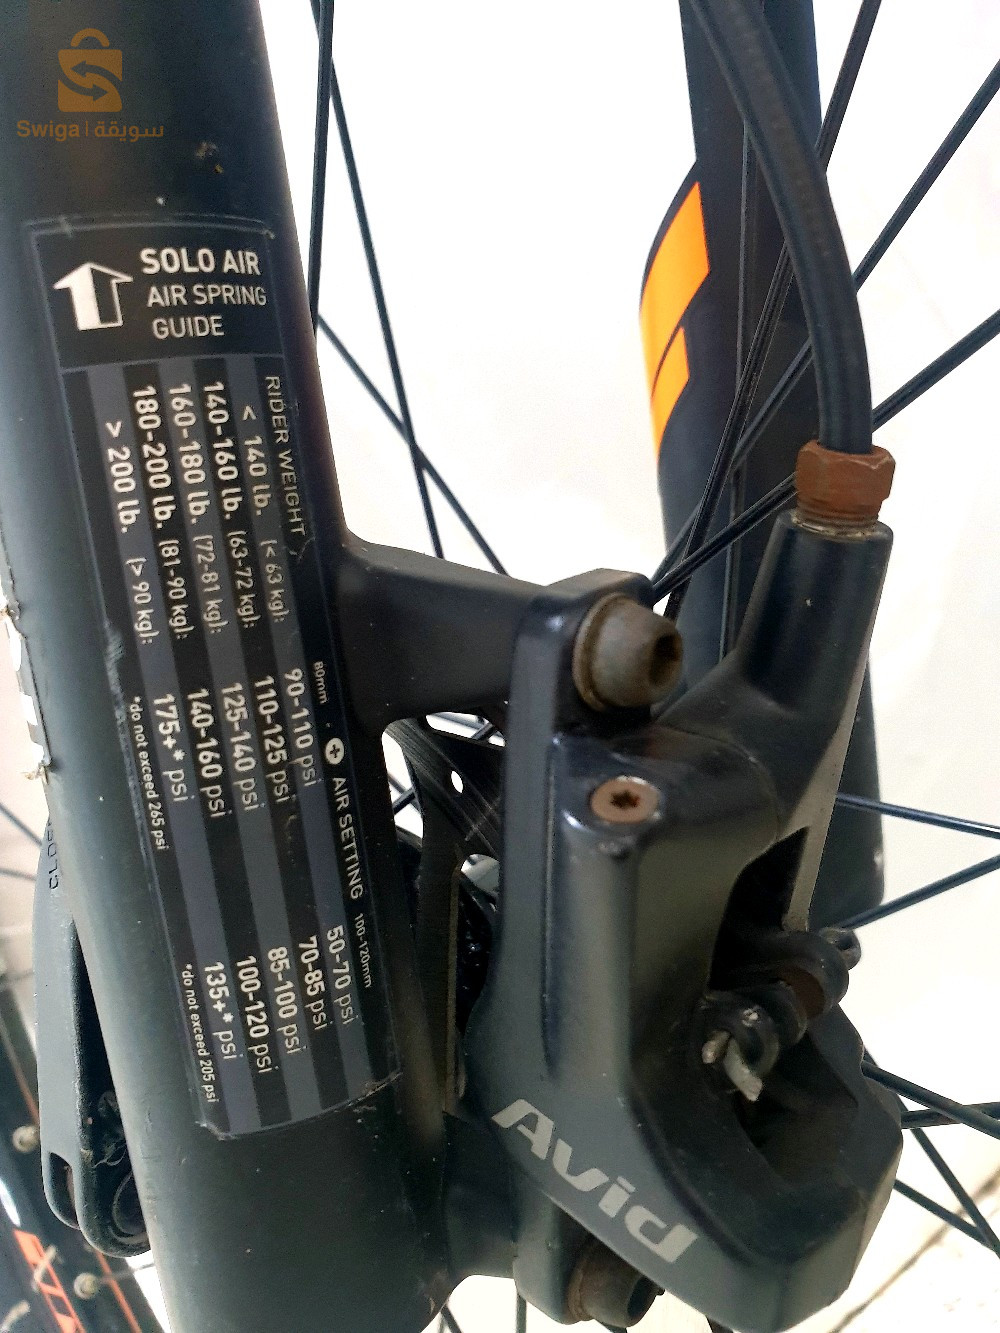 Swiga | سويقة
SOLO AIR
AIR SPRING
GUIDE
RIDER WEIGHT
80mm + AIR SETTING 100-120mm
< 140 lb. (< 63 kg): 90-110 psi 50-70 psi
140-160 lb. (63-72 kg): 110-125 psi 70-85 psi
160-180 lb. (72-81 kg): 125-140 psi 85-100 psi
180-200 lb. (81-90 kg): 140-160 psi 100-120 psi
> 200 lb. (> 90 kg): 175+* psi 135+* psi
*do not exceed 265 psi *do not exceed 205 psi
Avid